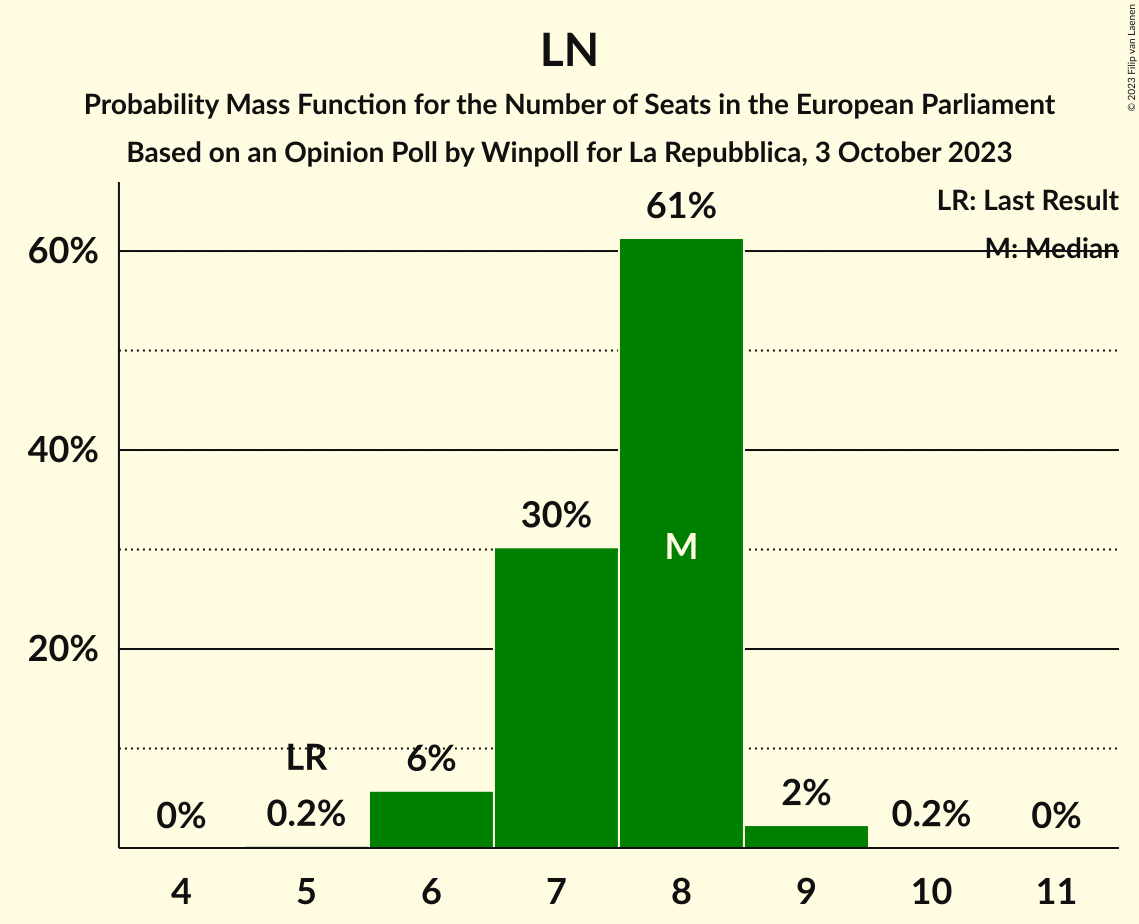 LN
Probability Mass Function for the Number of Seats in the European Parliament
Based on an Opinion Poll by Winpoll for La Repubblica, 3 October 2023
© 2023 Filip van Laenen
LR: Last Result
M: Median
60%
40%
20%
0%
LR
0.2%
6%
30%
61%
M
2%
0.2%
0%
4 5 6 7 8 9 10 11